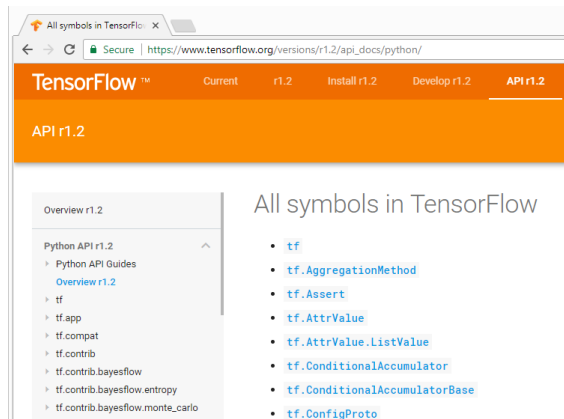 All symbols in TensorFlo
Secure | https://www.tensorflow.org/versions/r1.2/api_docs/python/
TensorFlow ™ Current r1.2 Install r1.2 Develop r1.2 API r1.2
API r1.2
Overview r1.2
Python API r1.2
Python API Guides
Overview r1.2
tf
tf.app
tf.compat
tf.contrib
tf.contrib.bayesflow
tf.contrib.bayesflow.entropy
tf.contrib.bayesflow.monte_carlo
All symbols in TensorFlow
tf
tf.AggregationMethod
tf.Assert
tf.AttrValue
tf.AttrValue.ListValue
tf.ConditionalAccumulator
tf.ConditionalAccumulatorBase
tf.ConfigProto